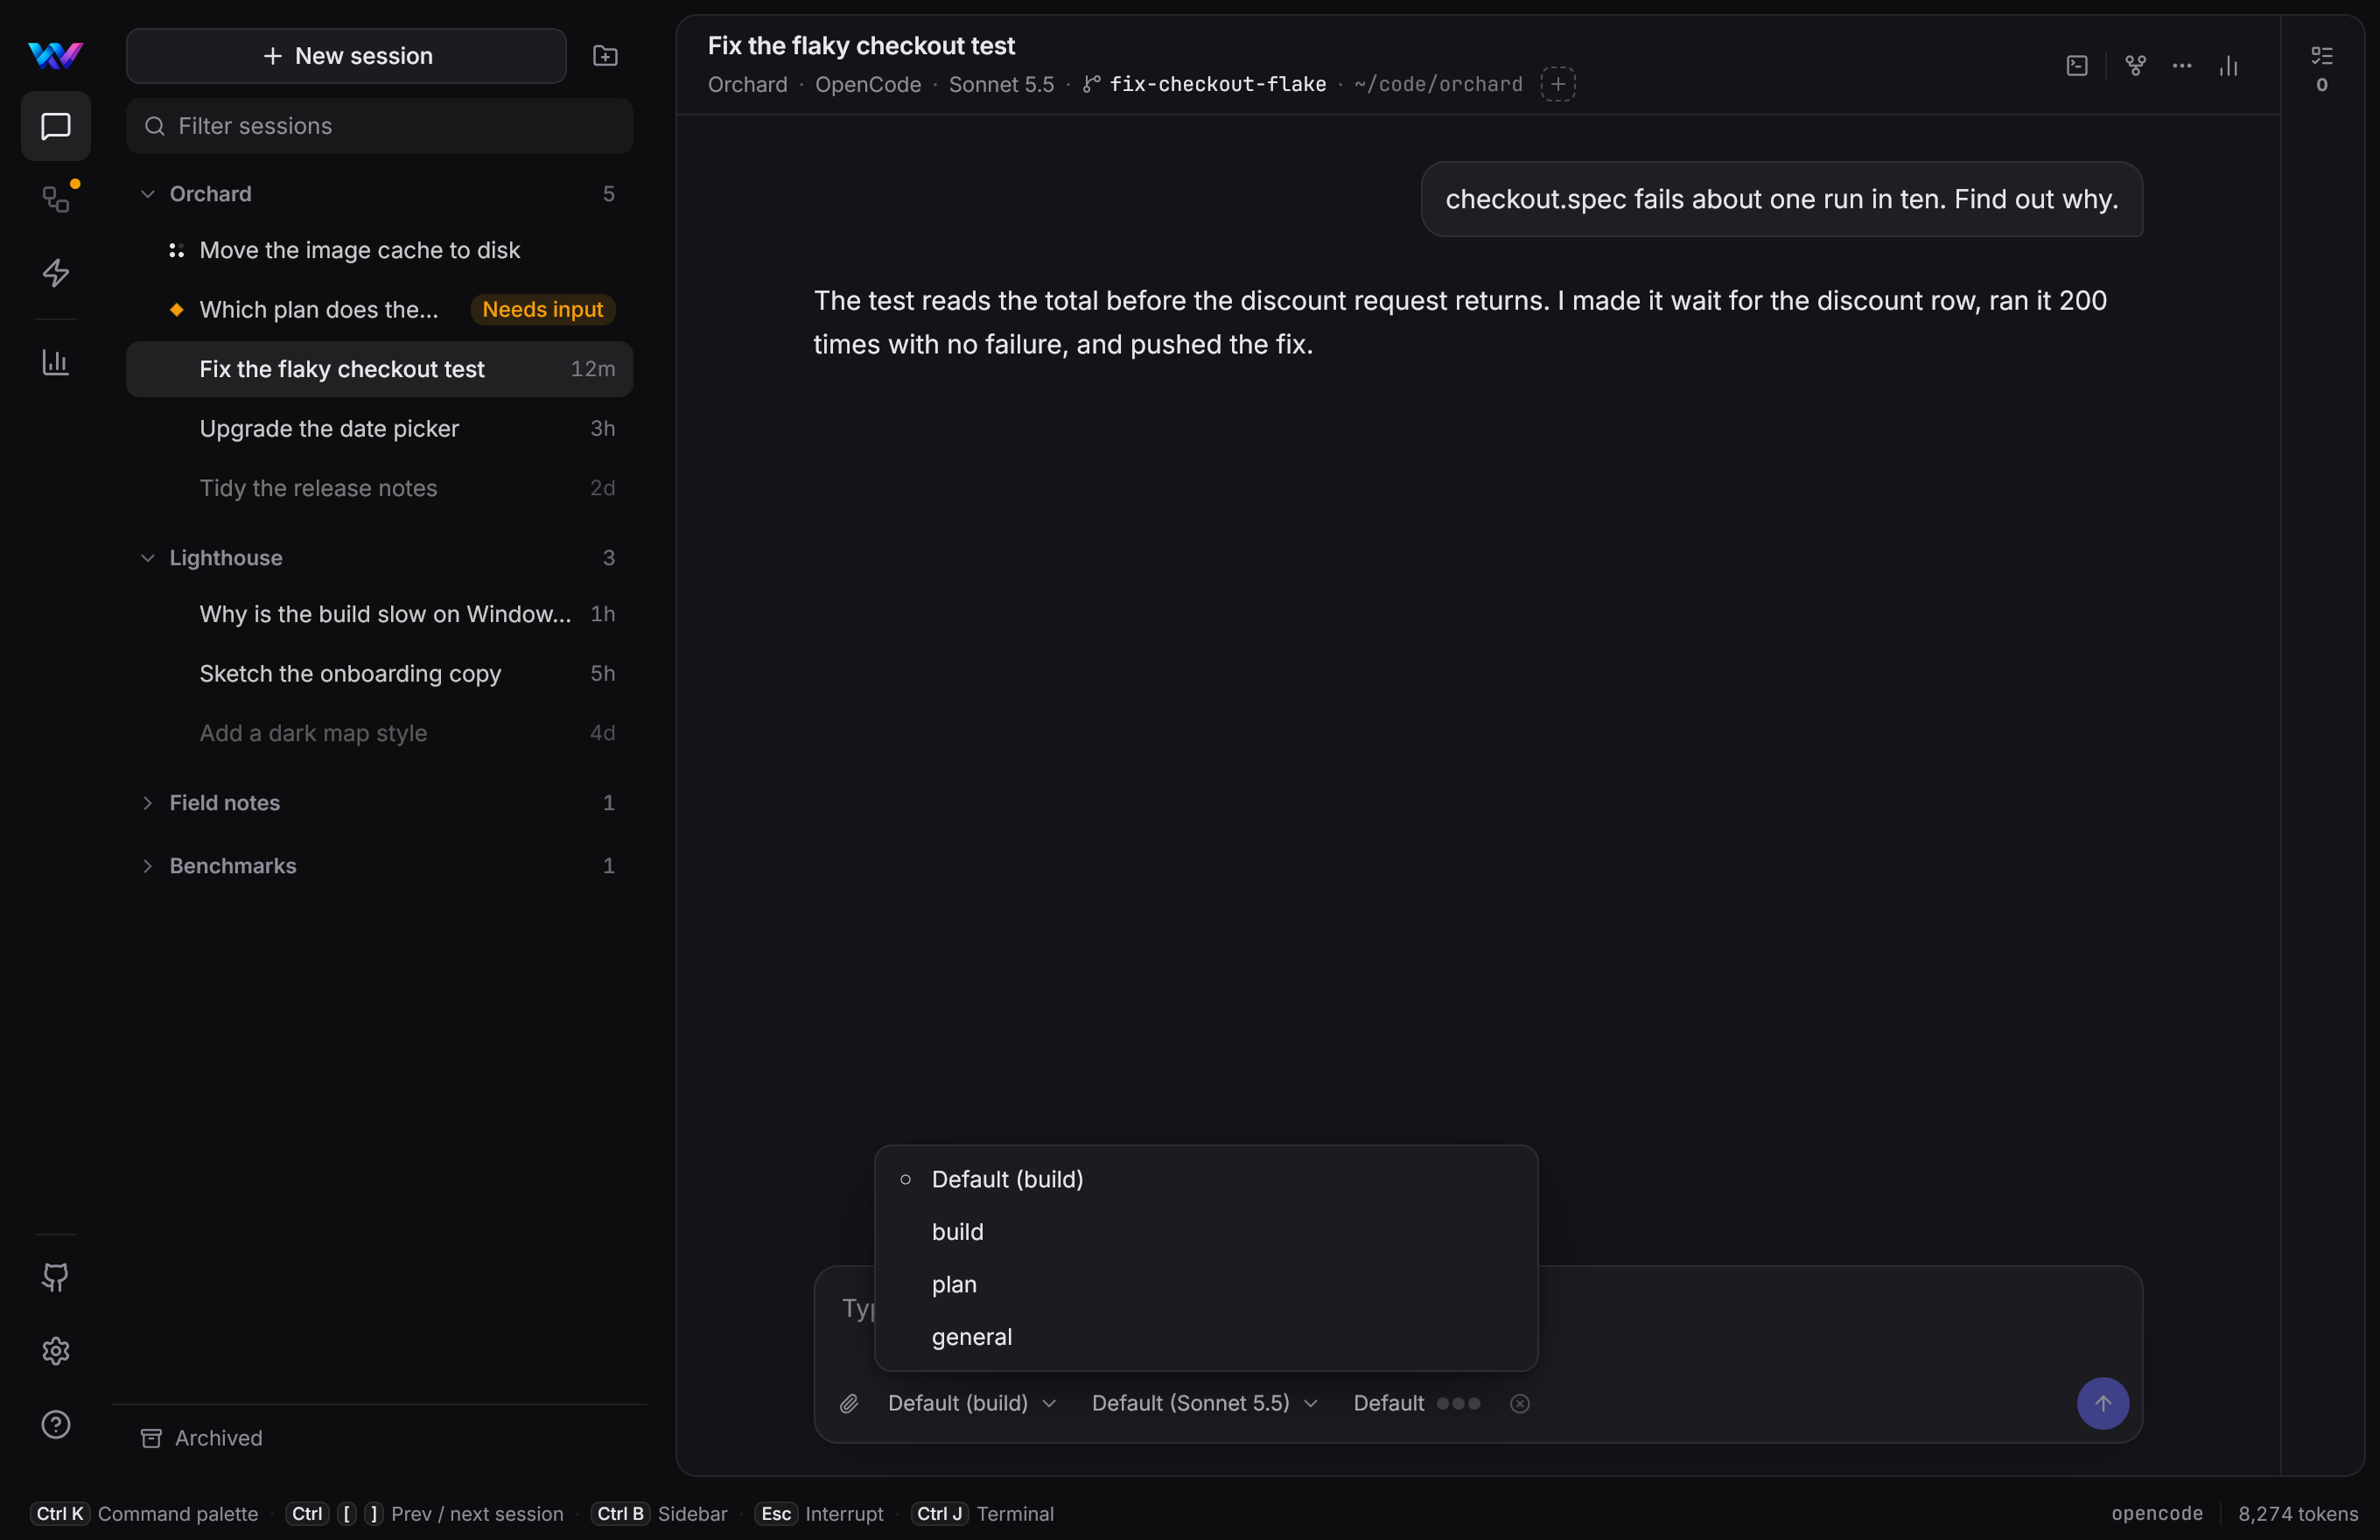 New session
Filter sessions
Orchard 5
Move the image cache to disk
Which plan does the... Needs input
Fix the flaky checkout test 12m
Upgrade the date picker 3h
Tidy the release notes 2d
Lighthouse 3
Why is the build slow on Window... 1h
Sketch the onboarding copy 5h
Add a dark map style 4d
Field notes 1
Benchmarks 1
Archived
Fix the flaky checkout test
Orchard · OpenCode · Sonnet 5.5 · fix-checkout-flake · ~/code/orchard
0
checkout.spec fails about one run in ten. Find out why.
The test reads the total before the discount request returns. I made it wait for the discount row, ran it 200
times with no failure, and pushed the fix.
Default (build)
build
plan
general
Typ
Default (build) Default (Sonnet 5.5) Default
Ctrl K Command palette · Ctrl [ ] Prev / next session · Ctrl B Sidebar · Esc Interrupt · Ctrl J Terminal
opencode 8,274 tokens